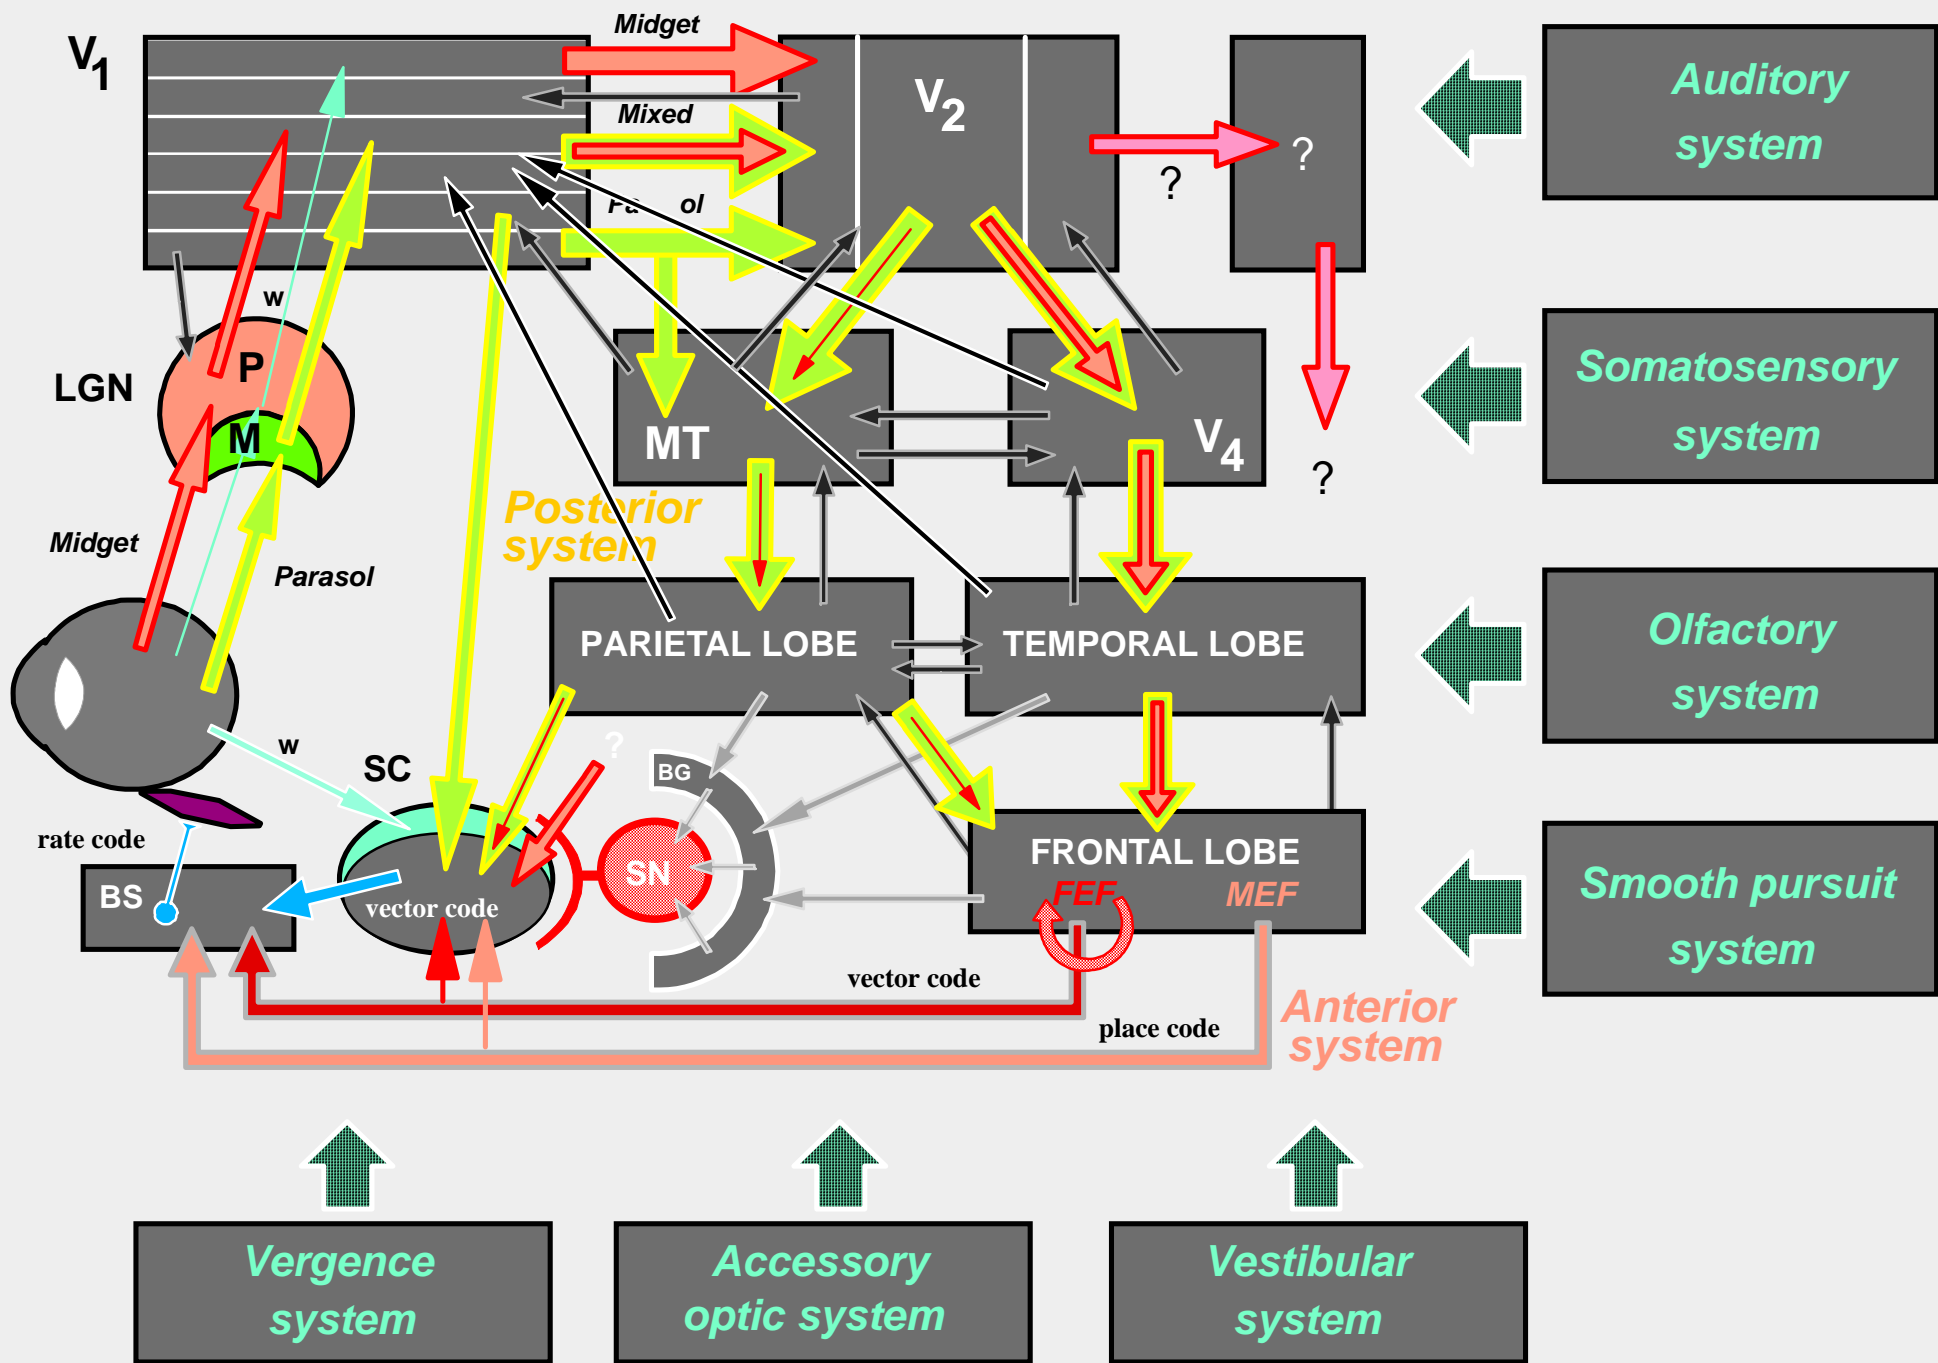 Midget
V1
V2
Auditory
system
Mixed
?
?
Pa ol
w
P
LGN
M
MT
V4
?
Somatosensory
system
Posterior
system
Midget
Parasol
PARIETAL LOBE
TEMPORAL LOBE
Olfactory
system
w
SC
?
BG
rate code
BS
vector code
SN
FRONTAL LOBE
FEF
MEF
Smooth pursuit
system
vector code
place code
Anterior
system
Vergence
system
Accessory
optic system
Vestibular
system